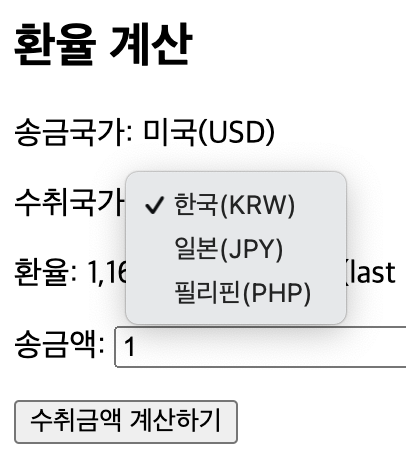 환율 계산
송금국가: 미국(USD)
수취국가
한국(KRW)
일본(JPY)
필리핀(PHP)
환율: 1,16 (last
송금액: 1
수취금액 계산하기